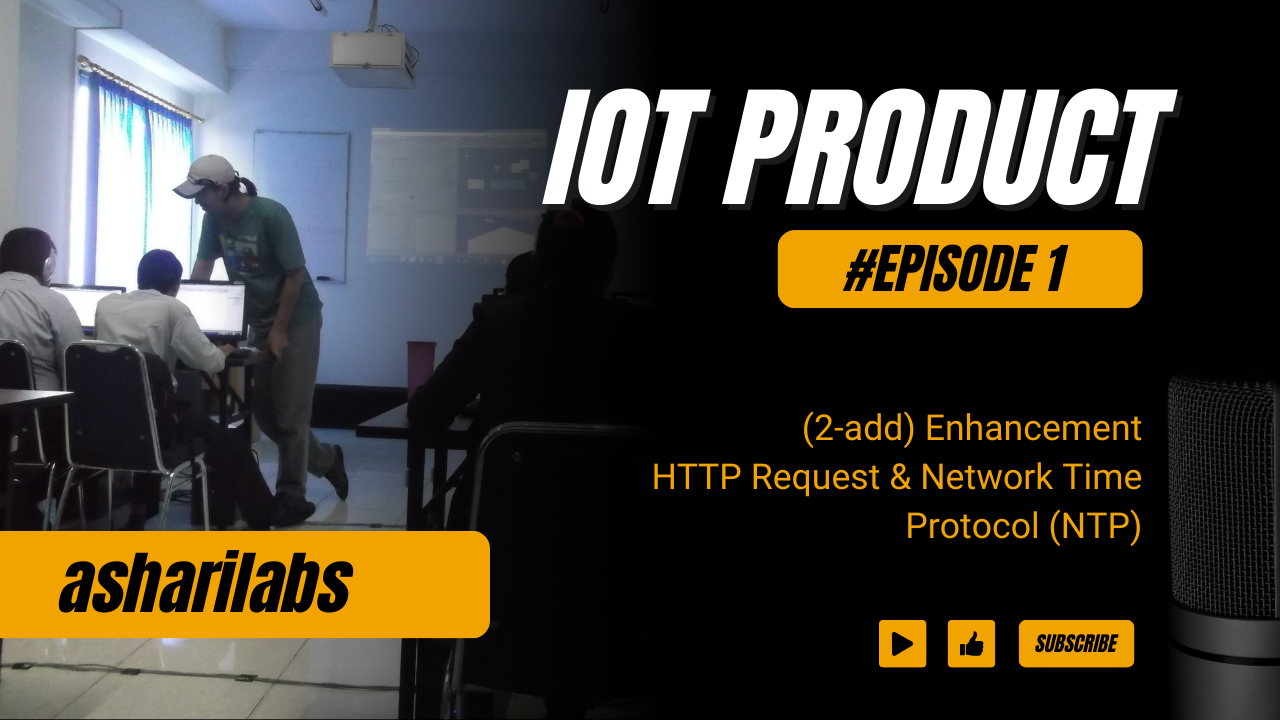 IOT PRODUCT
#EPISODE 1
(2-add) Enhancement
HTTP Request & Network Time
Protocol (NTP)
asharilabs
SUBSCRIBE